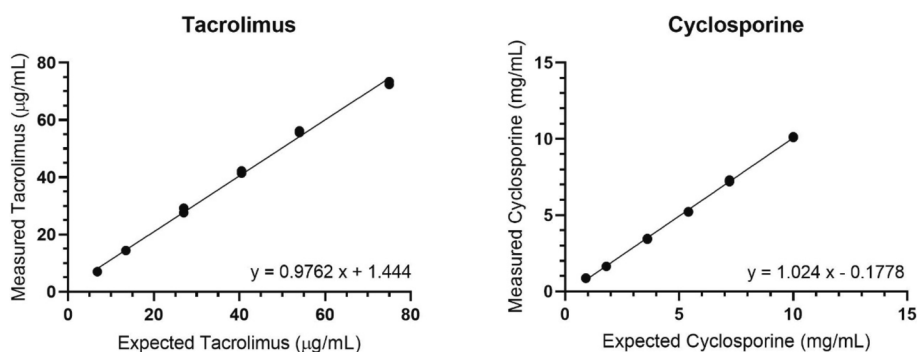 Tacrolimus
Measured Tacrolimus (μg/mL)
80
60
40
20
0
y = 0.9762 x + 1.444
0 20 40 60 80
Expected Tacrolimus (μg/mL)
Cyclosporine
Measured Cyclosporine (mg/mL)
15
10
5
0
y = 1.024 x - 0.1778
0 5 10 15
Expected Cyclosporine (mg/mL)